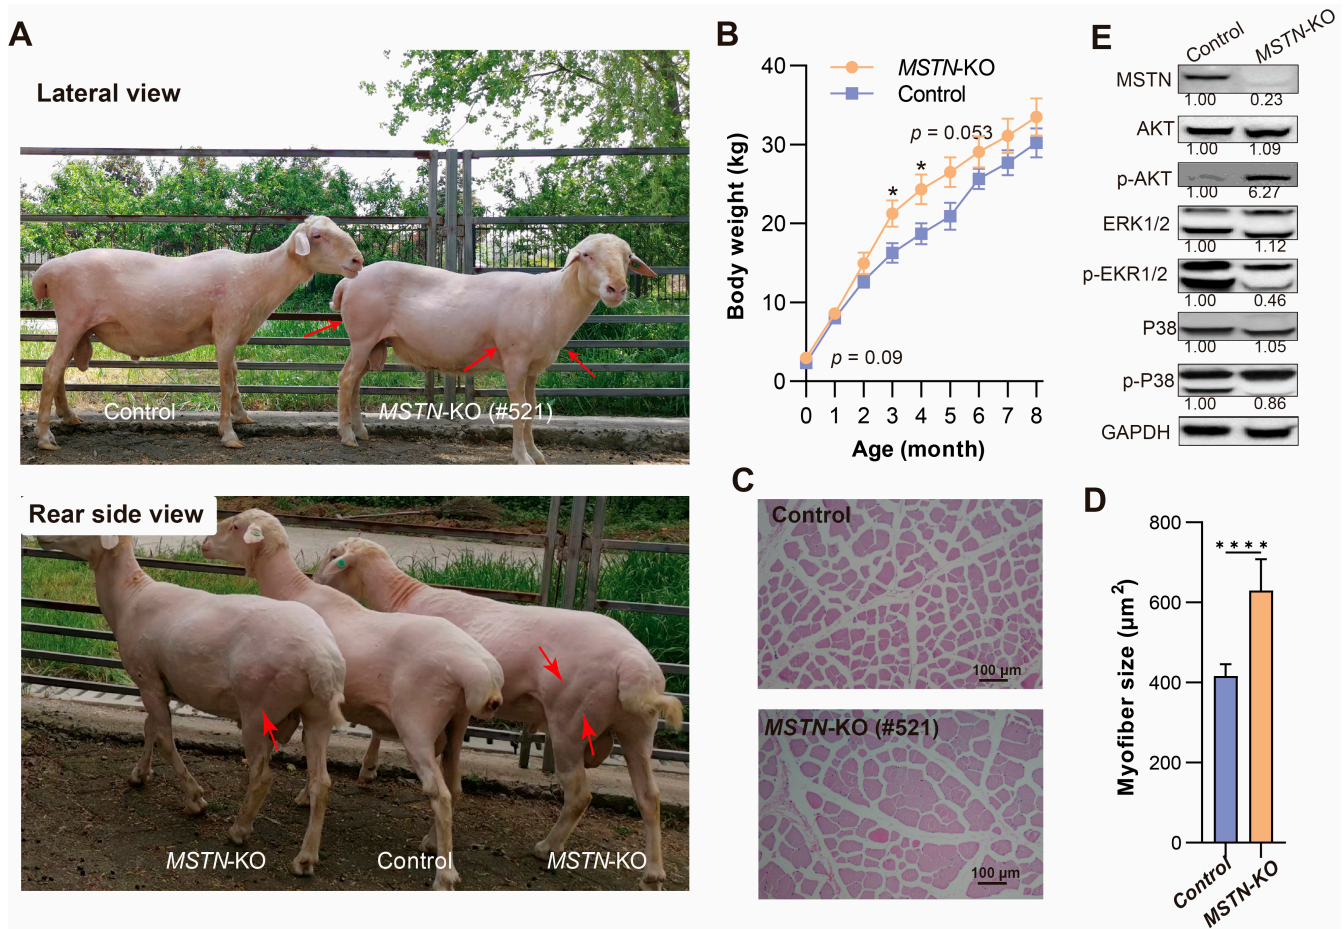 A
Lateral view
Control
MSTN-KO (#521)
Rear side view
MSTN-KO
Control
MSTN-KO
B
Body weight (kg)
40
30
20
10
0
MSTN-KO
Control
p = 0.053
*
*
p = 0.09
0 1 2 3 4 5 6 7 8
Age (month)
C
Control
100 µm
MSTN-KO (#521)
100 µm
D
Myofiber size (µm²)
800
600
400
200
0
****
Control
MSTN-KO
E
Control
MSTN-KO
MSTN
1.00 0.23
AKT
1.00 1.09
p-AKT
1.00 6.27
ERK1/2
1.00 1.12
p-EKR1/2
1.00 0.46
P38
1.00 1.05
p-P38
1.00 0.86
GAPDH